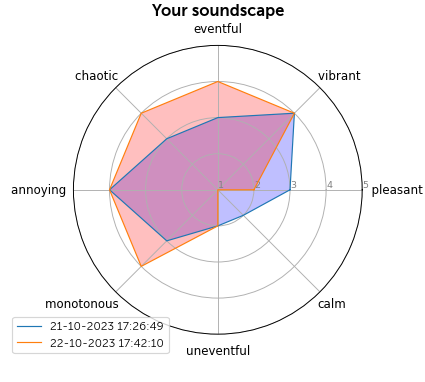 Your soundscape
eventful
chaotic
vibrant
annoying
1 2 3 4 5
pleasant
monotonous
calm
uneventful
21-10-2023 17:26:49
22-10-2023 17:42:10